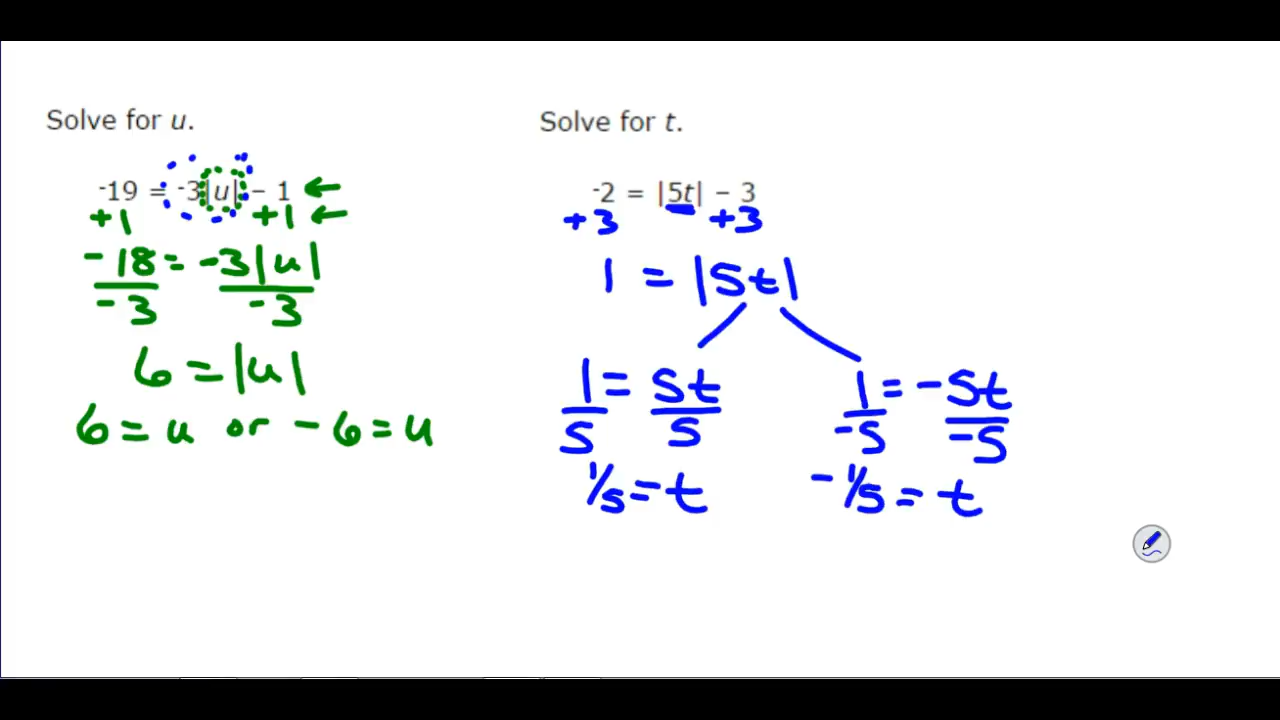 Solve for u.
-19 = -3|u| - 1
+1 +1
-18 = -3|u|
-3 -3
6 = |u|
6 = u or -6 = u
Solve for t.
-2 = |5t| - 3
+3 +3
1 = |5t|
1 = 5t 1 = -5t
5 5 -5 -5
1/5 = t -1/5 = t